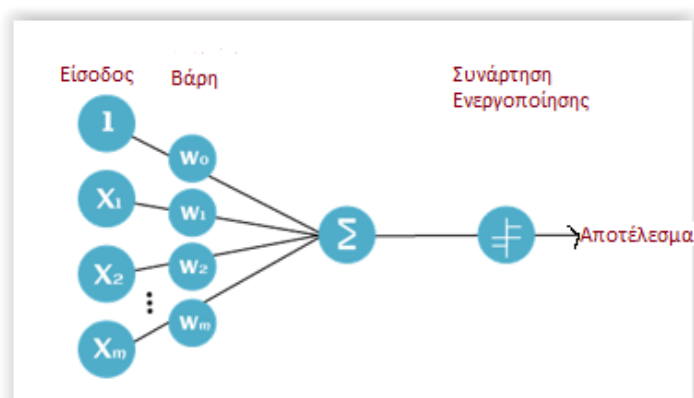 Είσοδος
Βάρη
Συνάρτηση
Ενεργοποίησης
1
W0
X1
W1
Σ
Αποτέλεσμα
X2
W2
Xm
Wm